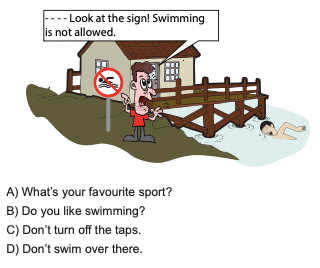 ---- Look at the sign! Swimming
is not allowed.
A) What's your favourite sport?
B) Do you like swimming?
C) Don't turn off the taps.
D) Don't swim over there.